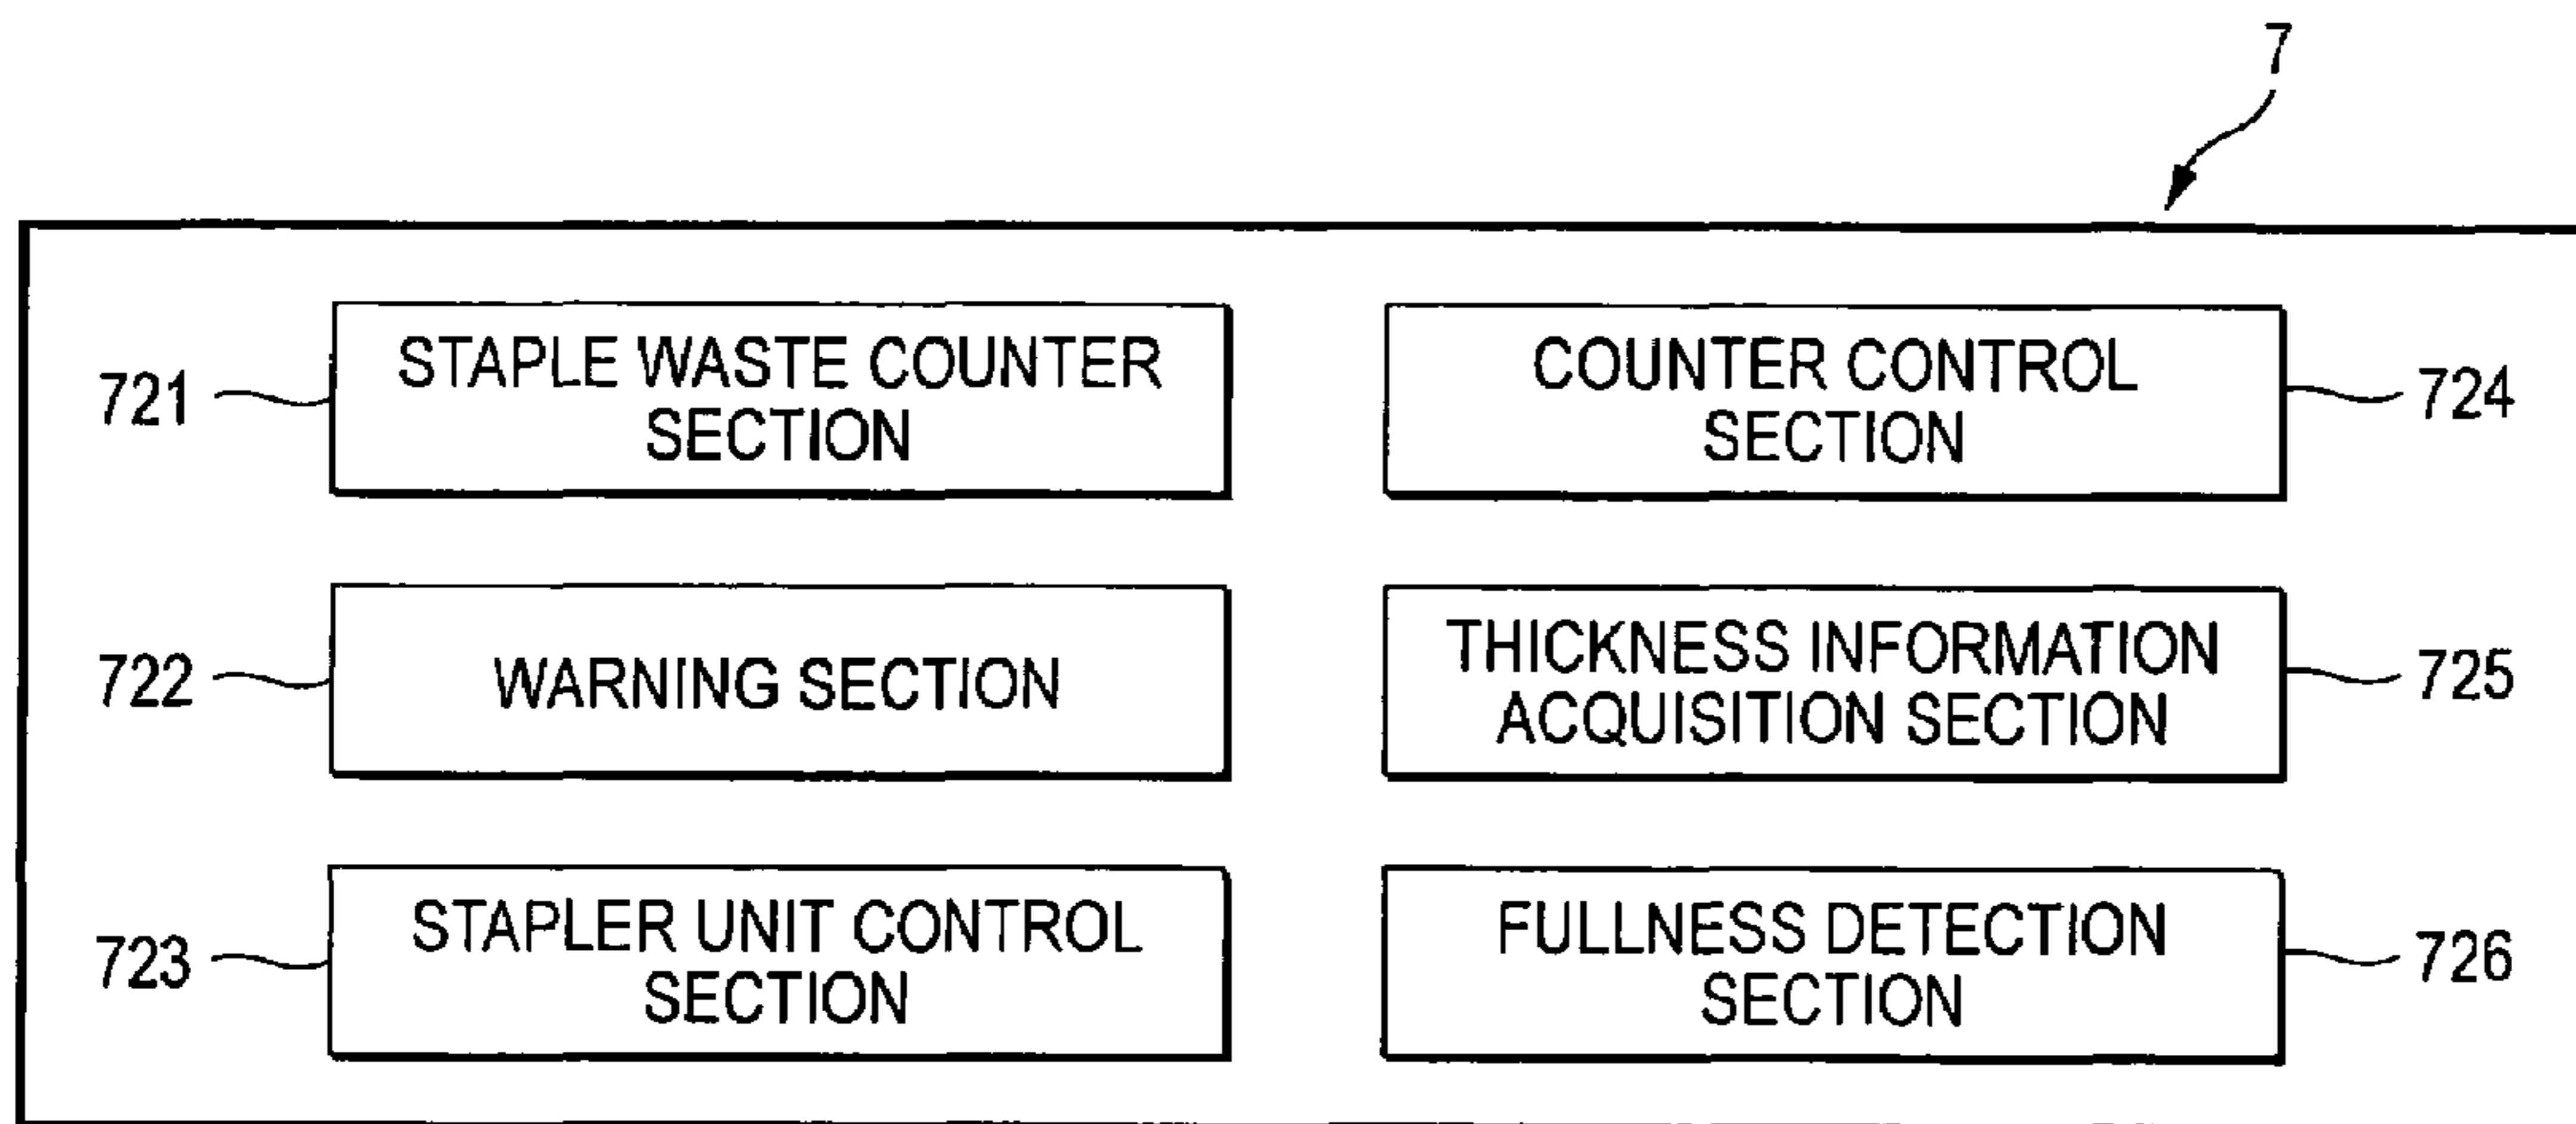 7
721
STAPLE WASTE COUNTER
SECTION
COUNTER CONTROL
SECTION
724
722
WARNING SECTION
THICKNESS INFORMATION
ACQUISITION SECTION
725
723
STAPLER UNIT CONTROL
SECTION
FULLNESS DETECTION
SECTION
726